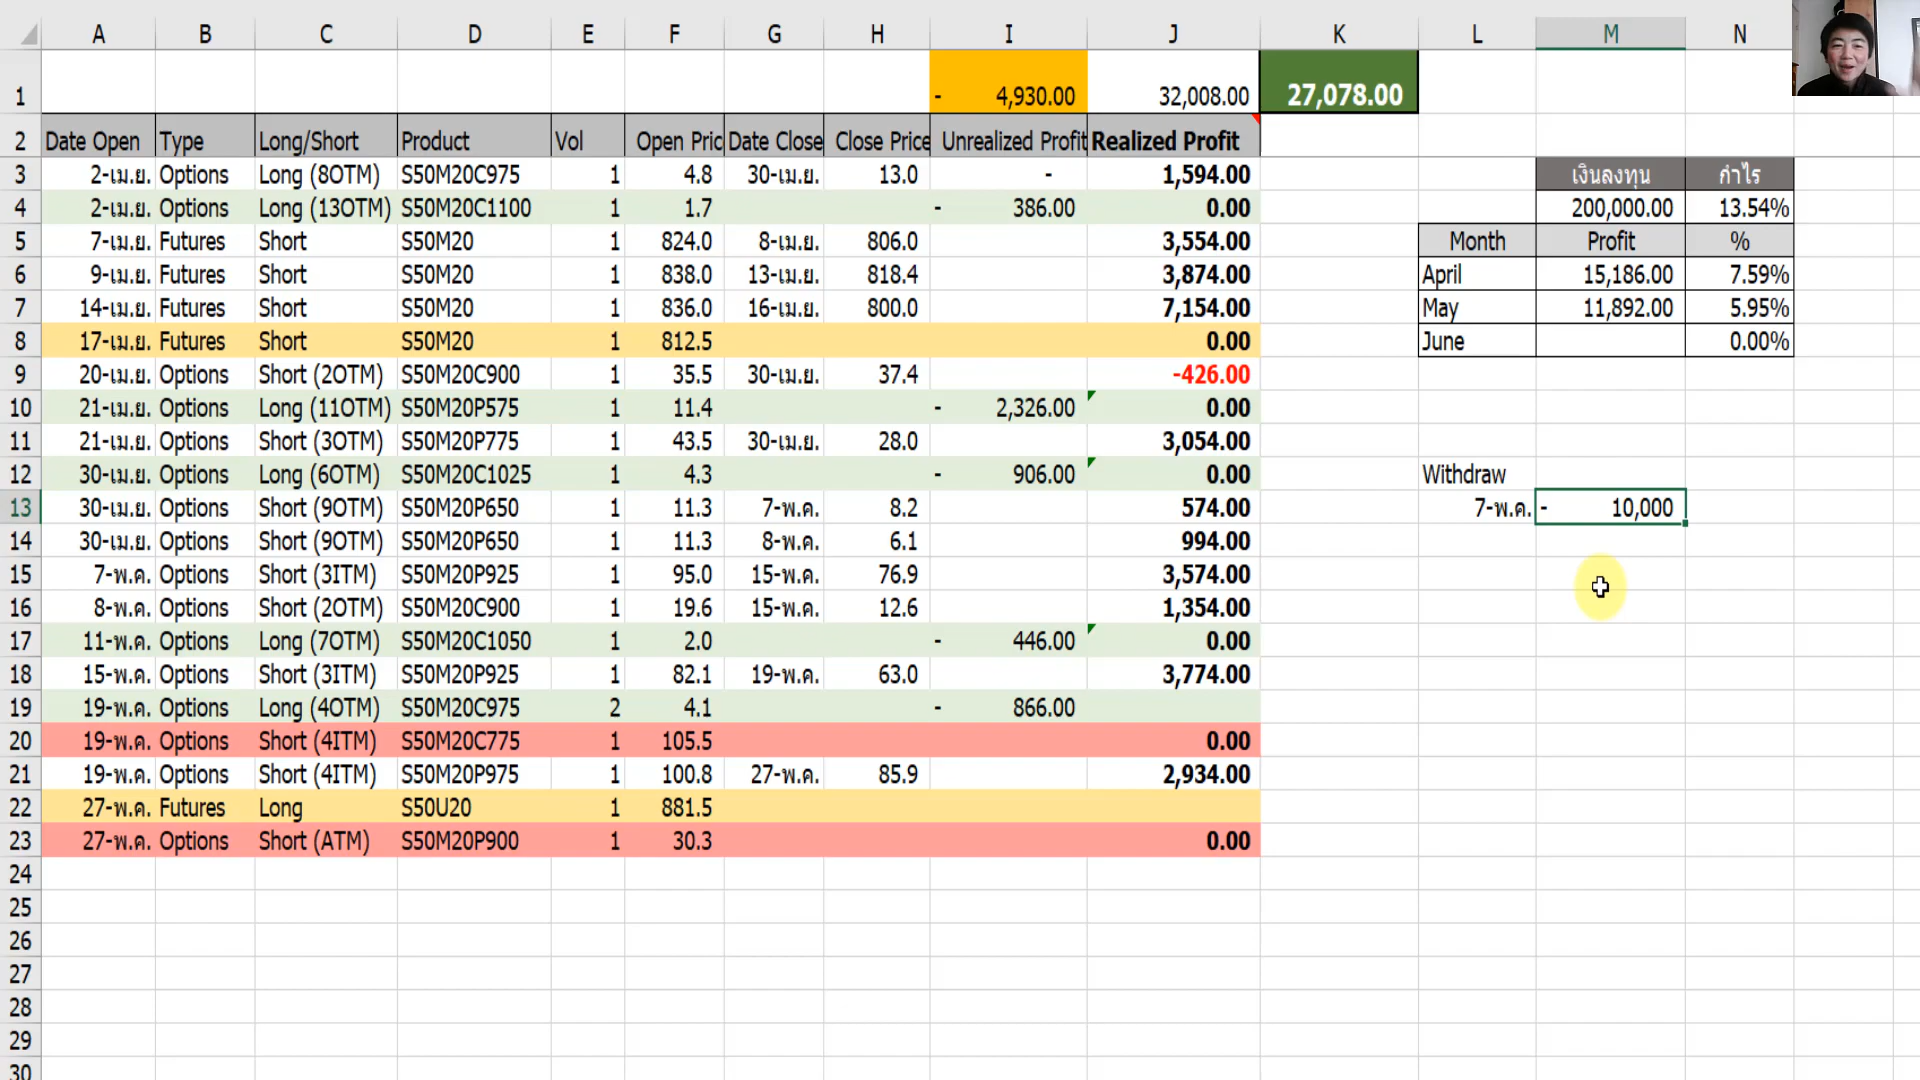 A B C D E F G H I J K L M N
1 - 4,930.00 32,008.00 27,078.00
2 Date Open Type Long/Short Product Vol Open Pric Date Close Close Price Unrealized Profit Realized Profit
3 2-เม.ย. Options Long (8OTM) S50M20C975 1 4.8 30-เม.ย. 13.0 - 1,594.00 เงินลงทุน กำไร
4 2-เม.ย. Options Long (13OTM) S50M20C1100 1 1.7 - 386.00 0.00 200,000.00 13.54%
5 7-เม.ย. Futures Short S50M20 1 824.0 8-เม.ย. 806.0 3,554.00 Month Profit %
6 9-เม.ย. Futures Short S50M20 1 838.0 13-เม.ย. 818.4 3,874.00 April 15,186.00 7.59%
7 14-เม.ย. Futures Short S50M20 1 836.0 16-เม.ย. 800.0 7,154.00 May 11,892.00 5.95%
8 17-เม.ย. Futures Short S50M20 1 812.5 0.00 June 0.00%
9 20-เม.ย. Options Short (2OTM) S50M20C900 1 35.5 30-เม.ย. 37.4 -426.00
10 21-เม.ย. Options Long (11OTM) S50M20P575 1 11.4 - 2,326.00 0.00
11 21-เม.ย. Options Short (3OTM) S50M20P775 1 43.5 30-เม.ย. 28.0 3,054.00
12 30-เม.ย. Options Long (6OTM) S50M20C1025 1 4.3 - 906.00 0.00 Withdraw
13 30-เม.ย. Options Short (9OTM) S50M20P650 1 11.3 7-พ.ค. 8.2 574.00 7-พ.ค. - 10,000
14 30-เม.ย. Options Short (9OTM) S50M20P650 1 11.3 8-พ.ค. 6.1 994.00
15 7-พ.ค. Options Short (3ITM) S50M20P925 1 95.0 15-พ.ค. 76.9 3,574.00
16 8-พ.ค. Options Short (2OTM) S50M20C900 1 19.6 15-พ.ค. 12.6 1,354.00
17 11-พ.ค. Options Long (7OTM) S50M20C1050 1 2.0 - 446.00 0.00
18 15-พ.ค. Options Short (3ITM) S50M20P925 1 82.1 19-พ.ค. 63.0 3,774.00
19 19-พ.ค. Options Long (4OTM) S50M20C975 2 4.1 - 866.00
20 19-พ.ค. Options Short (4ITM) S50M20C775 1 105.5 0.00
21 19-พ.ค. Options Short (4ITM) S50M20P975 1 100.8 27-พ.ค. 85.9 2,934.00
22 27-พ.ค. Futures Long S50U20 1 881.5
23 27-พ.ค. Options Short (ATM) S50M20P900 1 30.3 0.00
24
25
26
27
28
29
30